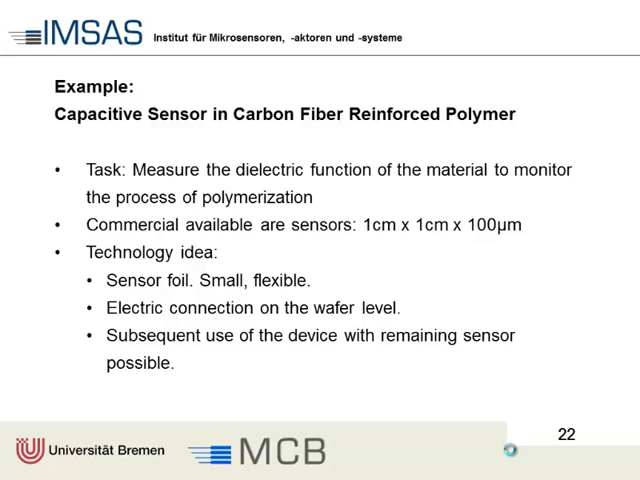 IMSAS Institut für Mikrosensoren, -aktoren und -systeme
Example:
Capacitive Sensor in Carbon Fiber Reinforced Polymer
• Task: Measure the dielectric function of the material to monitor
the process of polymerization
• Commercial available are sensors: 1cm x 1cm x 100µm
• Technology idea:
• Sensor foil. Small, flexible.
• Electric connection on the wafer level.
• Subsequent use of the device with remaining sensor
possible.
22
Universität Bremen MCB